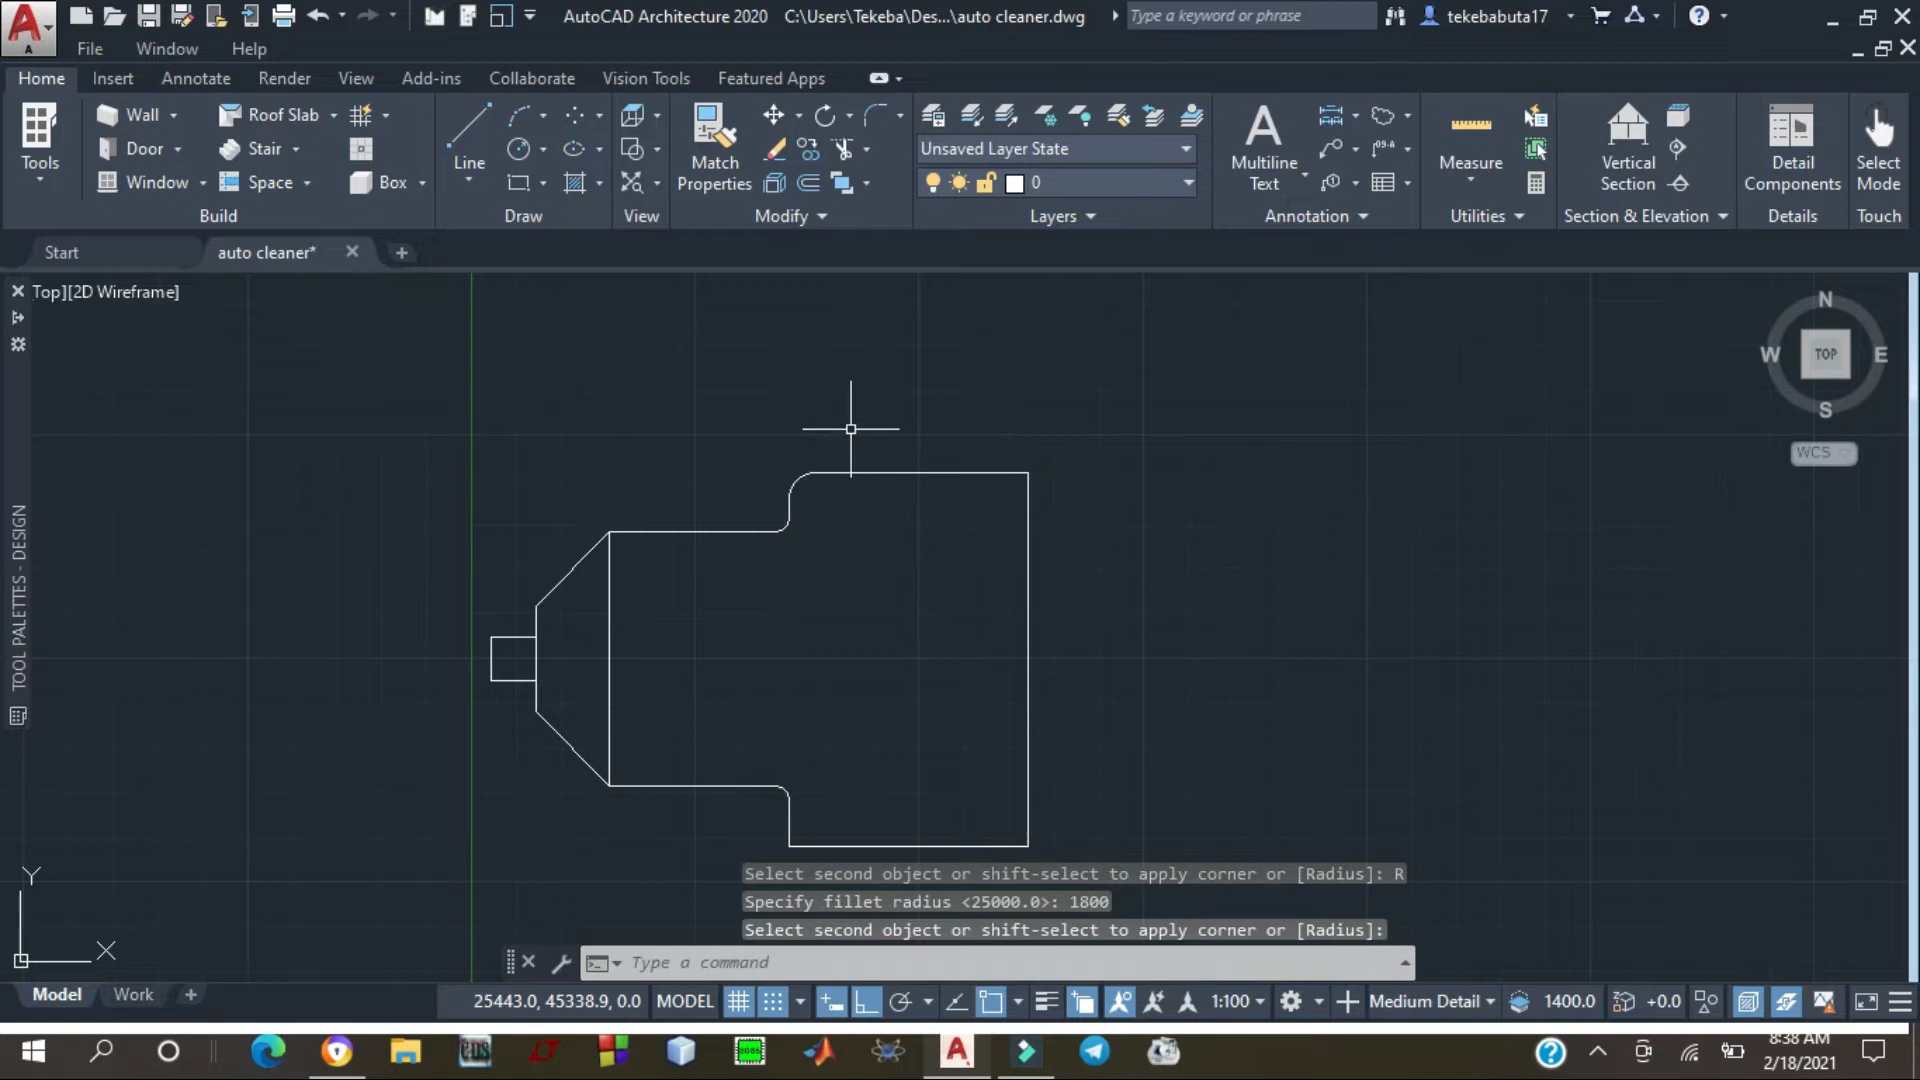 AutoCAD Architecture 2020 C:\Users\Tekeba\Des...\auto cleaner.dwg
Type a keyword or phrase
tekebabuta17
File Window Help
Home Insert Annotate Render View Add-ins Collaborate Vision Tools Featured Apps
Tools
Wall
Door
Window
Roof Slab
Stair
Space
Box
Build
Line
Draw
View
Match Properties
Modify
Unsaved Layer State
0
Layers
Multiline Text
Annotation
Measure
Utilities
Vertical Section
Section & Elevation
Detail Components
Details
Select Mode
Touch
Start
auto cleaner*
Top][2D Wireframe]
TOOL PALETTES - DESIGN
N
W
TOP
E
S
WCS
Y
X
Select second object or shift-select to apply corner or [Radius]: R
Specify fillet radius <25000.0>: 1800
Select second object or shift-select to apply corner or [Radius]:
Type a command
Model Work
25443.0, 45338.9, 0.0 MODEL 1:100 Medium Detail 1400.0 +0.0
8:38 AM
2/18/2021